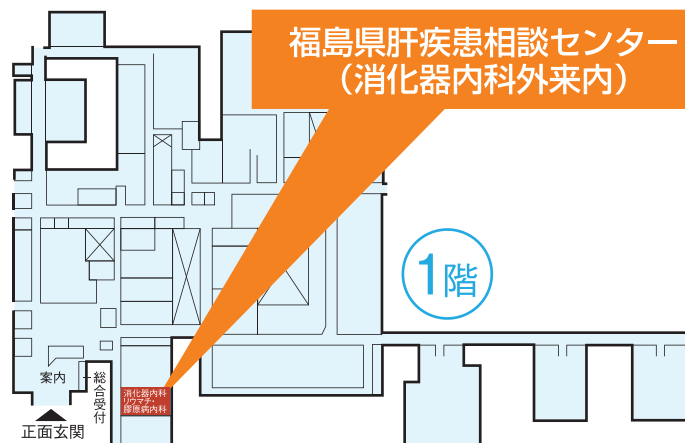 福島県肝疾患相談センター
（消化器内科外来内）
1階
案内
総合受付
消化器内科
リウマチ・
膠原病内科
正面玄関